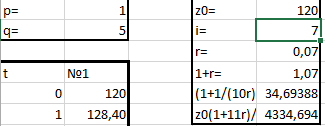 p= 1
q= 5
t №1
0 120
1 128,40
z0= 120
i= 7
r= 0,07
1+r= 1,07
(1+1/(10r) 34,69388
z0(1+11r)/ 4334,694